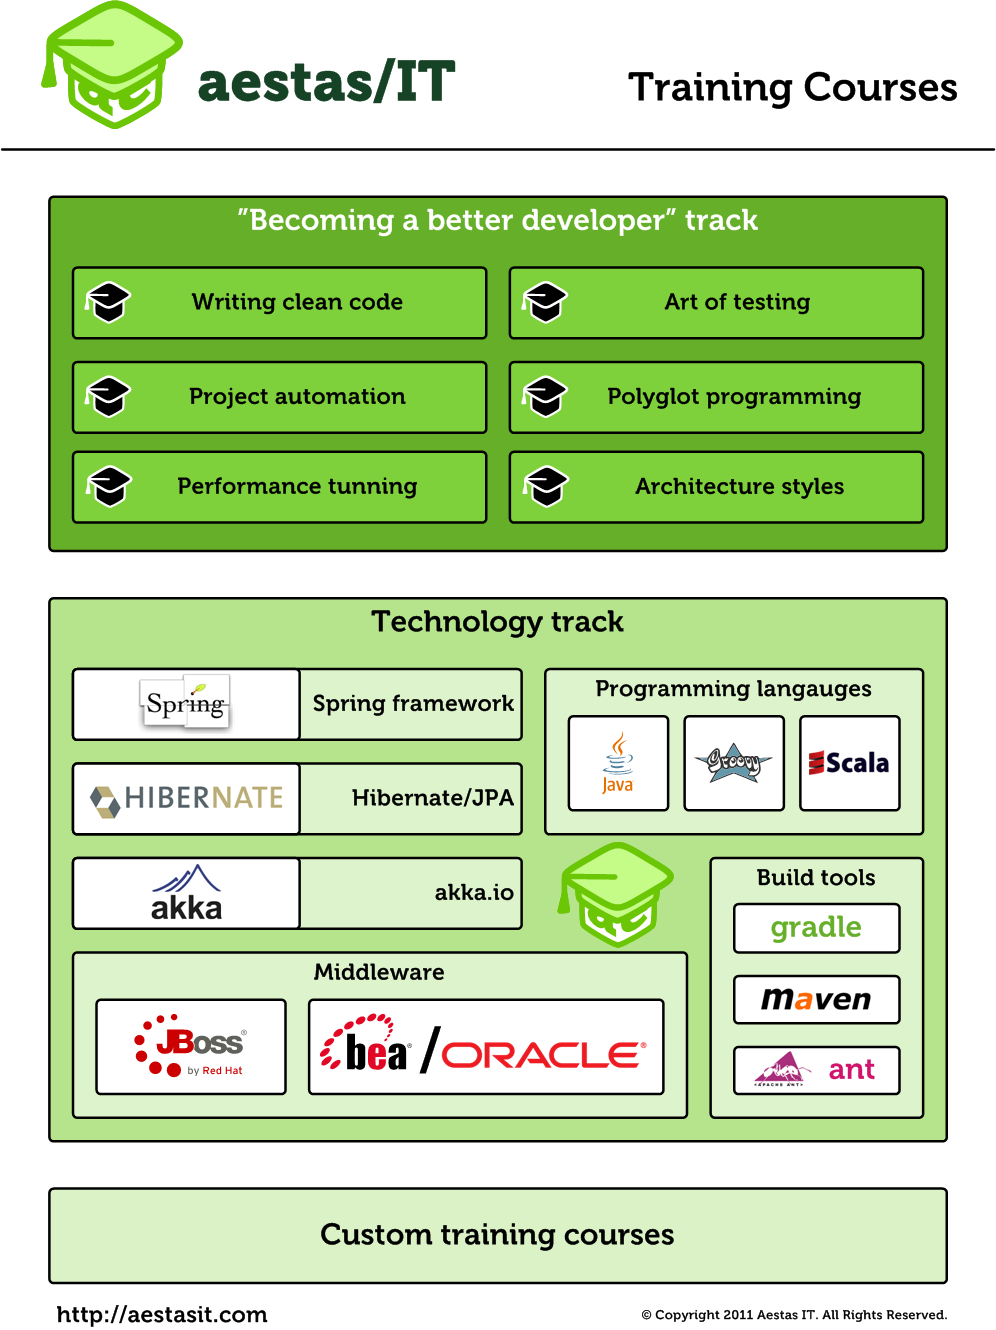 aestas/IT
Training Courses
"Becoming a better developer" track
Writing clean code
Art of testing
Project automation
Polyglot programming
Performance tunning
Architecture styles
Technology track
Spring
Spring framework
Programming langauges
Java
Groovy
Scala
HIBERNATE
Hibernate/JPA
akka
akka.io
Build tools
gradle
maven
APACHE ANT
ant
Middleware
JBoss®
by Red Hat
bea® / ORACLE®
Custom training courses
http://aestasit.com
© Copyright 2011 Aestas IT. All Rights Reserved.